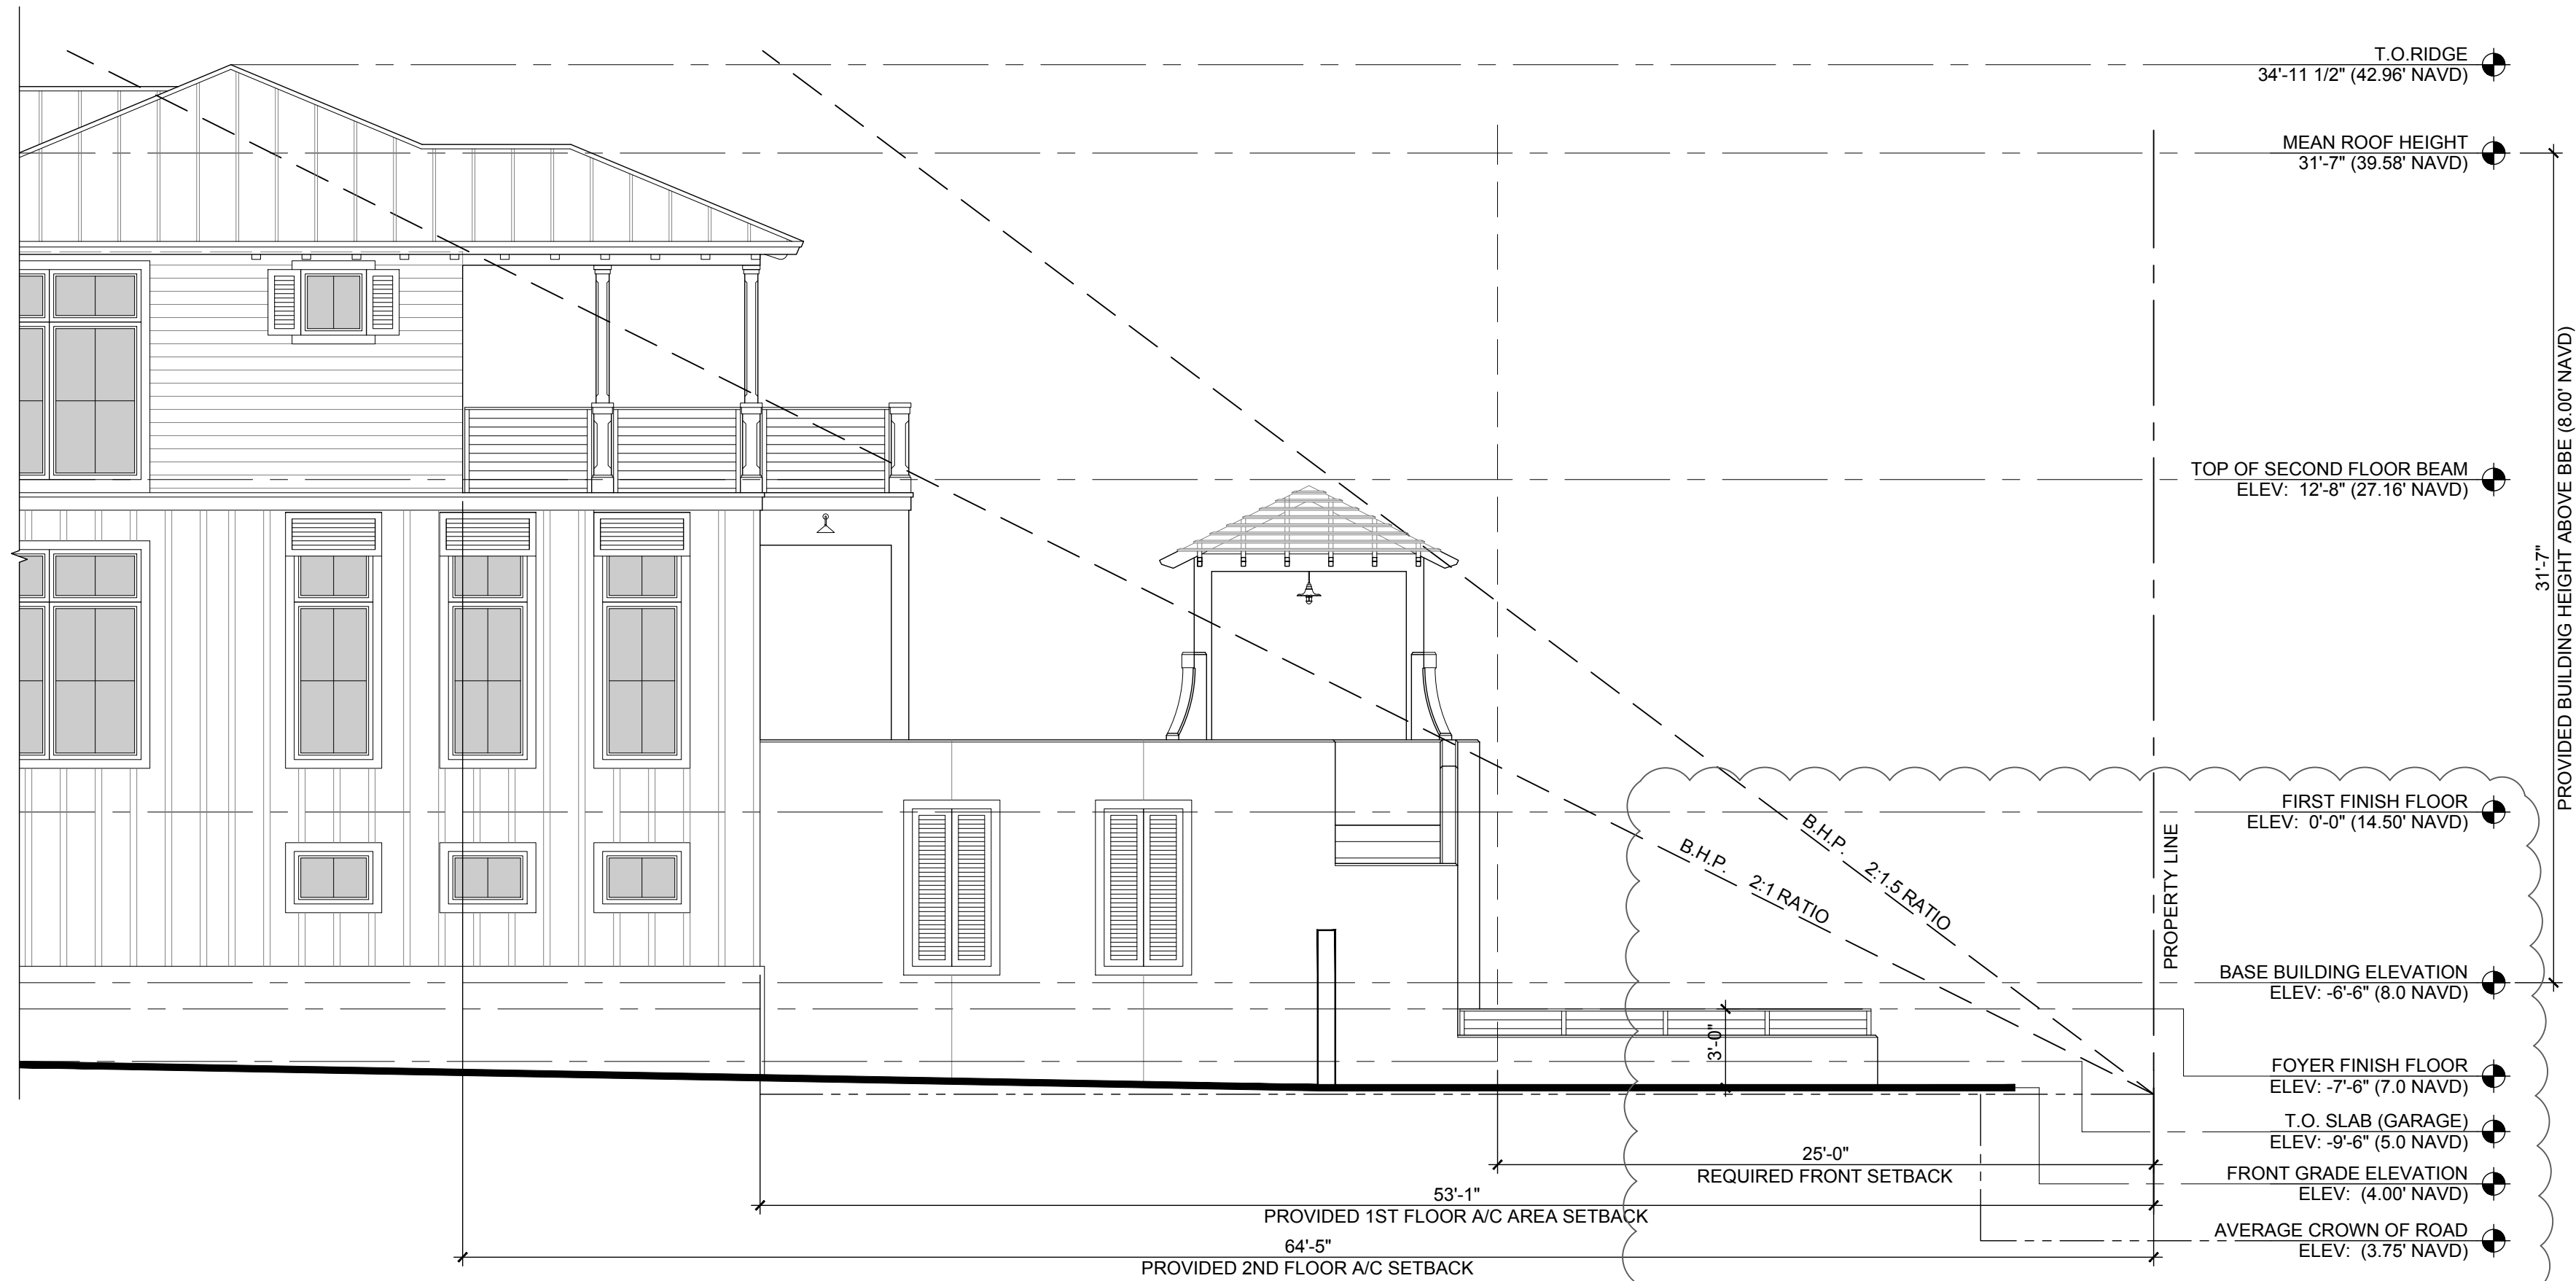 T.O.RIDGE
34'-11 1/2" (42.96' NAVD)
MEAN ROOF HEIGHT
31'-7" (39.58' NAVD)
TOP OF SECOND FLOOR BEAM
ELEV:  12'-8" (27.16' NAVD)
31'-7"
PROVIDED BUILDING HEIGHT ABOVE BBE (8.00' NAVD)
FIRST FINISH FLOOR
ELEV:  0'-0" (14.50' NAVD)
B.H.P.    2:1 RATIO
B.H.P.    2:1.5 RATIO
PROPERTY LINE
BASE BUILDING ELEVATION
ELEV: -6'-6" (8.0 NAVD)
3'-0"
FOYER FINISH FLOOR
ELEV: -7'-6" (7.0 NAVD)
T.O. SLAB (GARAGE)
ELEV: -9'-6" (5.0 NAVD)
25'-0"
REQUIRED FRONT SETBACK
FRONT GRADE ELEVATION
ELEV:  (4.00' NAVD)
53'-1"
PROVIDED 1ST FLOOR A/C AREA SETBACK
AVERAGE CROWN OF ROAD
ELEV:  (3.75' NAVD)
64'-5"
PROVIDED 2ND FLOOR A/C SETBACK